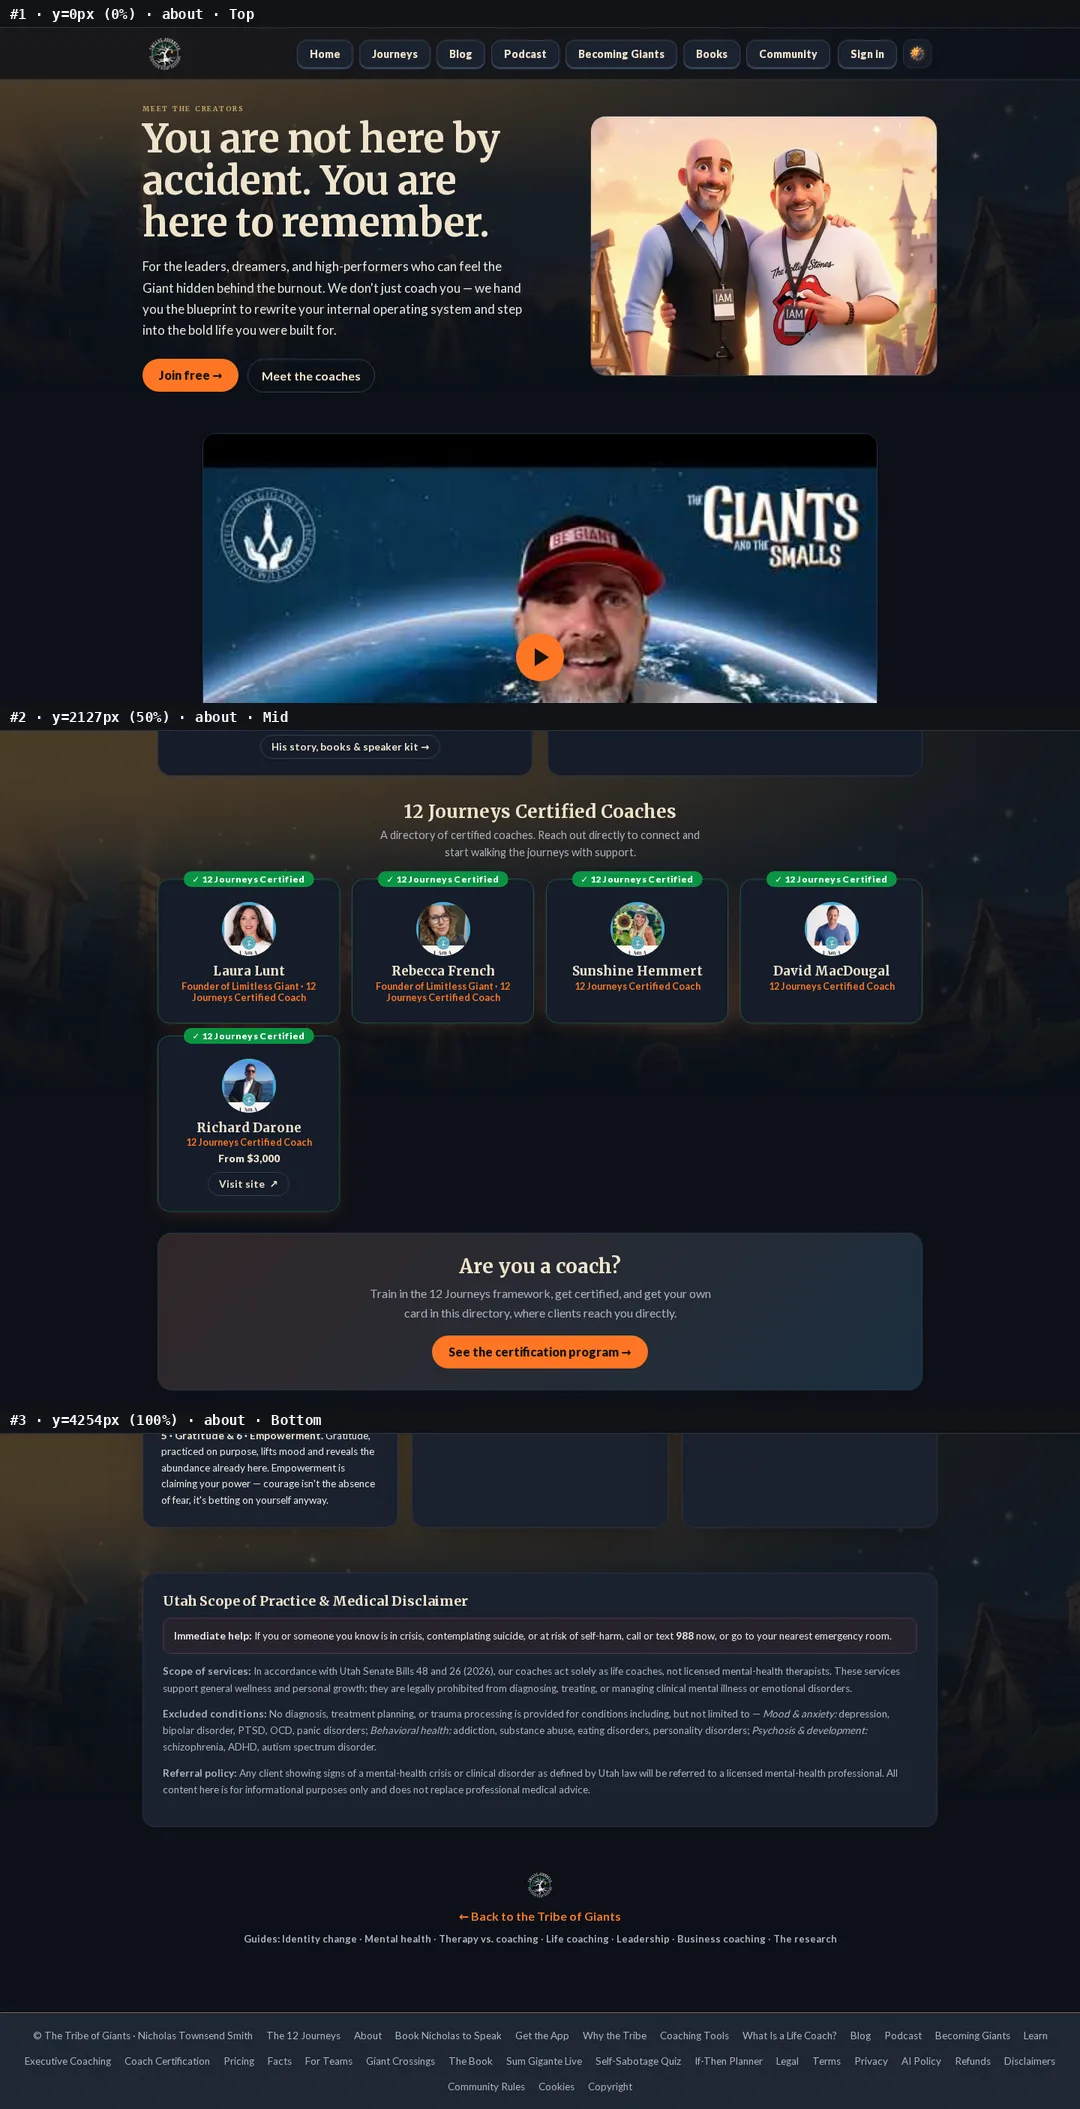 #1 · y=0px (0%) · about · Top
Home
Journeys
Blog
Podcast
Becoming Giants
Books
Community
Sign in
MEET THE CREATORS
You are not here by
accident. You are
here to remember.
For the leaders, dreamers, and high-performers who can feel the
Giant hidden behind the burnout. We don't just coach you — we hand
you the blueprint to rewrite your internal operating system and step
into the bold life you were built for.
Join free →
Meet the coaches
The Rolling Stones
IAM
IAM
SUM GIGANTE
THE GIANTS
AND THE SMALLS
BE GIANT
#2 · y=2127px (50%) · about · Mid
His story, books & speaker kit →
12 Journeys Certified Coaches
A directory of certified coaches. Reach out directly to connect and
start walking the journeys with support.
✓ 12 Journeys Certified
Laura Lunt
Founder of Limitless Giant · 12
Journeys Certified Coach
✓ 12 Journeys Certified
Rebecca French
Founder of Limitless Giant · 12
Journeys Certified Coach
✓ 12 Journeys Certified
Sunshine Hemmert
12 Journeys Certified Coach
✓ 12 Journeys Certified
David MacDougal
12 Journeys Certified Coach
✓ 12 Journeys Certified
Richard Darone
12 Journeys Certified Coach
From $3,000
Visit site ↗
Are you a coach?
Train in the 12 Journeys framework, get certified, and get your own
card in this directory, where clients reach you directly.
See the certification program →
#3 · y=4254px (100%) · about · Bottom
5 · Gratitude & 6 · Empowerment. Gratitude,
practiced on purpose, lifts mood and reveals the
abundance already here. Empowerment is
claiming your power — courage isn't the absence
of fear, it's betting on yourself anyway.
Utah Scope of Practice & Medical Disclaimer
Immediate help: If you or someone you know is in crisis, contemplating suicide, or at risk of self-harm, call or text 988 now, or go to your nearest emergency room.
Scope of services: In accordance with Utah Senate Bills 48 and 26 (2026), our coaches act solely as life coaches, not licensed mental-health therapists. These services
support general wellness and personal growth; they are legally prohibited from diagnosing, treating, or managing clinical mental illness or emotional disorders.
Excluded conditions: No diagnosis, treatment planning, or trauma processing is provided for conditions including, but not limited to — Mood & anxiety: depression,
bipolar disorder, PTSD, OCD, panic disorders; Behavioral health: addiction, substance abuse, eating disorders, personality disorders; Psychosis & development:
schizophrenia, ADHD, autism spectrum disorder.
Referral policy: Any client showing signs of a mental-health crisis or clinical disorder as defined by Utah law will be referred to a licensed mental-health professional. All
content here is for informational purposes only and does not replace professional medical advice.
← Back to the Tribe of Giants
Guides: Identity change · Mental health · Therapy vs. coaching · Life coaching · Leadership · Business coaching · The research
© The Tribe of Giants · Nicholas Townsend Smith The 12 Journeys About Book Nicholas to Speak Get the App Why the Tribe Coaching Tools What Is a Life Coach? Blog Podcast Becoming Giants Learn
Executive Coaching Coach Certification Pricing Facts For Teams Giant Crossings The Book Sum Gigante Live Self-Sabotage Quiz If-Then Planner Legal Terms Privacy AI Policy Refunds Disclaimers
Community Rules Cookies Copyright